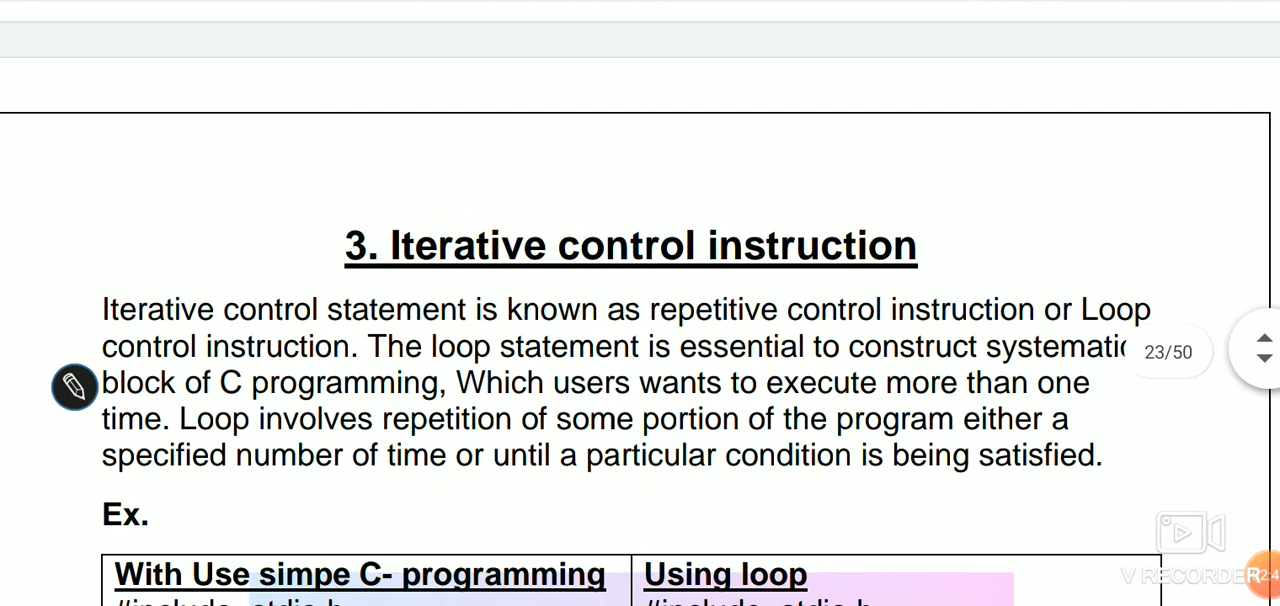 3. Iterative control instruction
Iterative control statement is known as repetitive control instruction or Loop
control instruction. The loop statement is essential to construct systematic
23/50
block of C programming, Which users wants to execute more than one
time. Loop involves repetition of some portion of the program either a
specified number of time or until a particular condition is being satisfied.
Ex.
With Use simpe C- programming
Using loop
V RECORDER